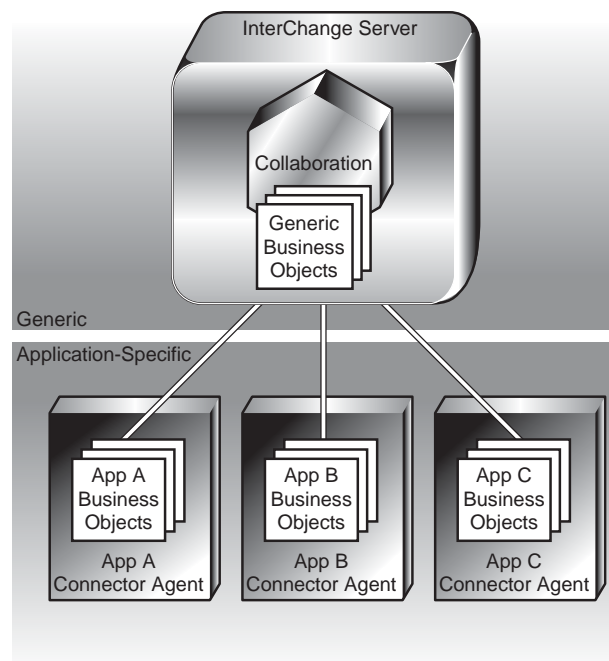 InterChange Server
Collaboration
Generic
Business
Objects
Generic
Application-Specific
App A
Business
Objects
App A
Connector Agent
App B
Business
Objects
App B
Connector Agent
App C
Business
Objects
App C
Connector Agent